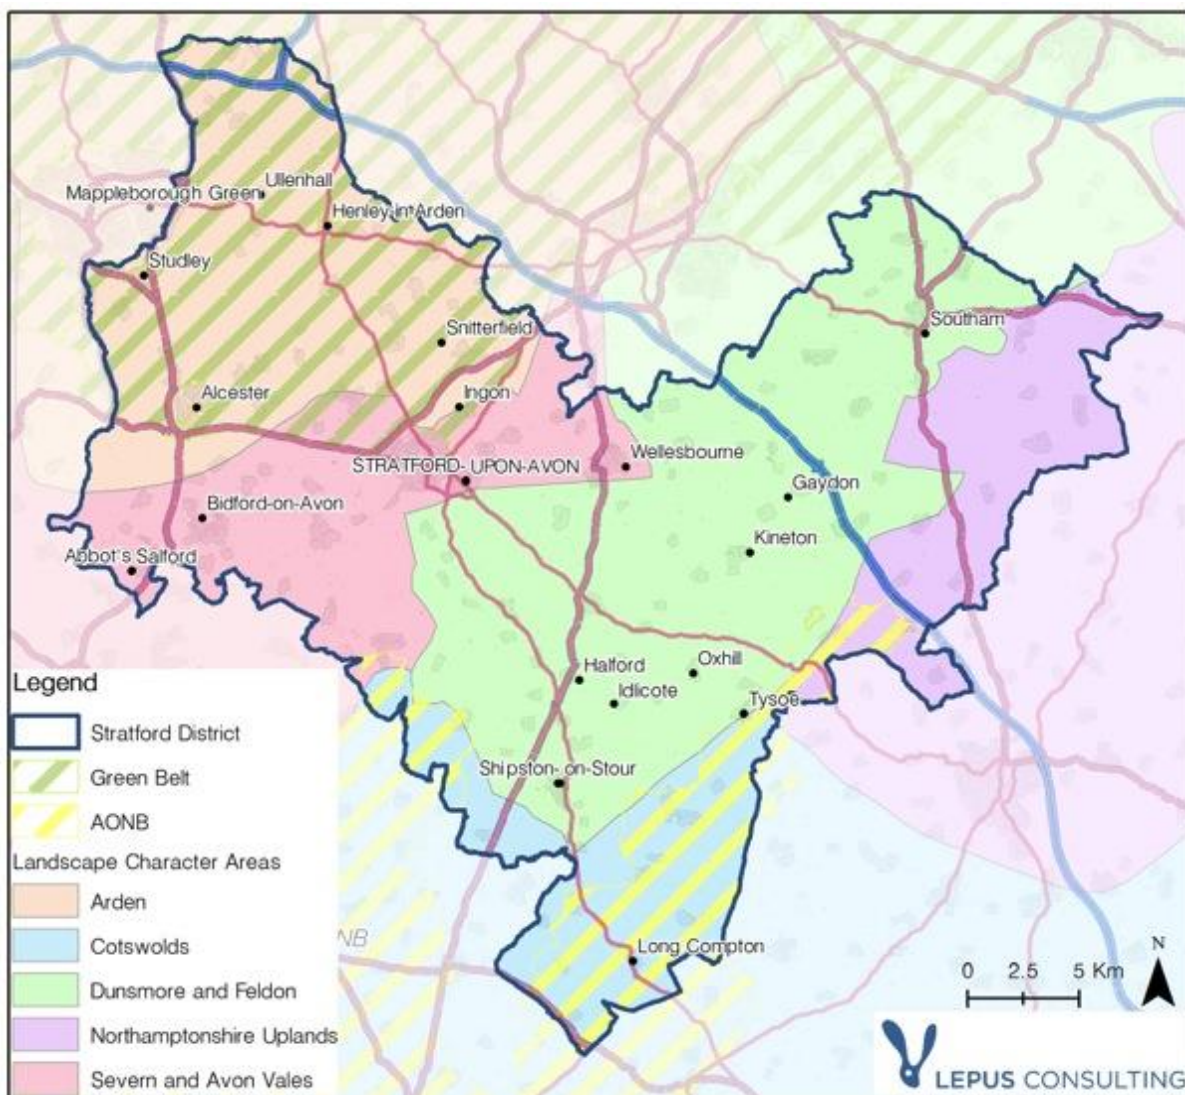 Ullenhall
Mappleborough Green
Henley-in-Arden
Studley
Snitterfield
Southam
Alcester
Ingon
Wellesbourne
STRATFORD-UPON-AVON
Gaydon
Bidford-on-Avon
Kineton
Abbot's Salford
Halford
Oxhill
Idlicote
Tysoe
Shipston-on-Stour
Long Compton
NB
Legend
Stratford District
Green Belt
AONB
Landscape Character Areas
Arden
Cotswolds
Dunsmore and Feldon
Northamptonshire Uplands
Severn and Avon Vales
N
0 2.5 5 Km
LEPUS CONSULTING